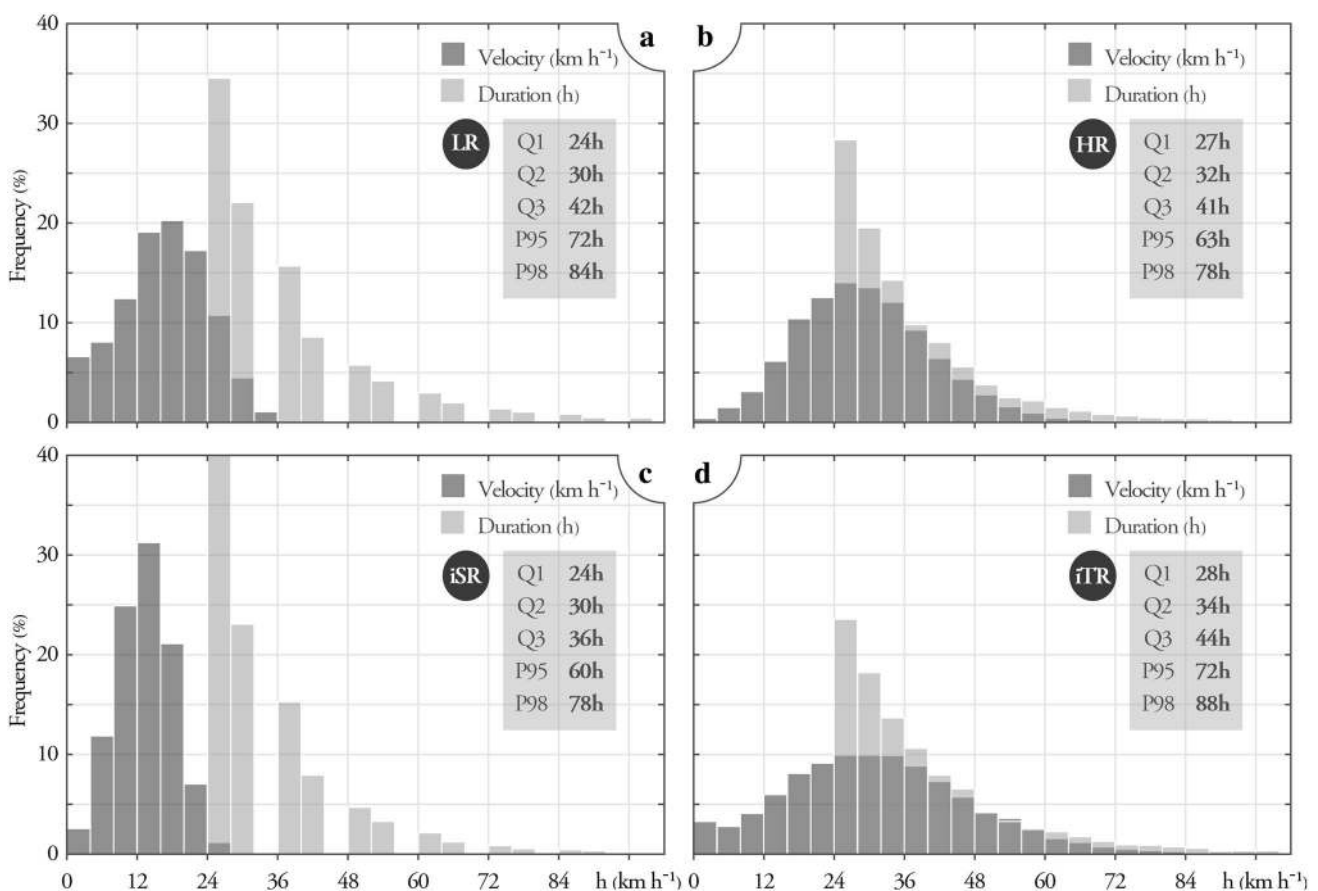 40
30
20
10
0
Frequency (%)
a
Velocity (km h⁻¹)
Duration (h)
LR
Q1 24h
Q2 30h
Q3 42h
P95 72h
P98 84h
b
Velocity (km h⁻¹)
Duration (h)
HR
Q1 27h
Q2 32h
Q3 41h
P95 63h
P98 78h
40
30
20
10
0
Frequency (%)
c
Velocity (km h⁻¹)
Duration (h)
iSR
Q1 24h
Q2 30h
Q3 36h
P95 60h
P98 78h
d
Velocity (km h⁻¹)
Duration (h)
iTR
Q1 28h
Q2 34h
Q3 44h
P95 72h
P98 88h
0 12 24 36 48 60 72 84 h (km h⁻¹) 0 12 24 36 48 60 72 84 h (km h⁻¹)